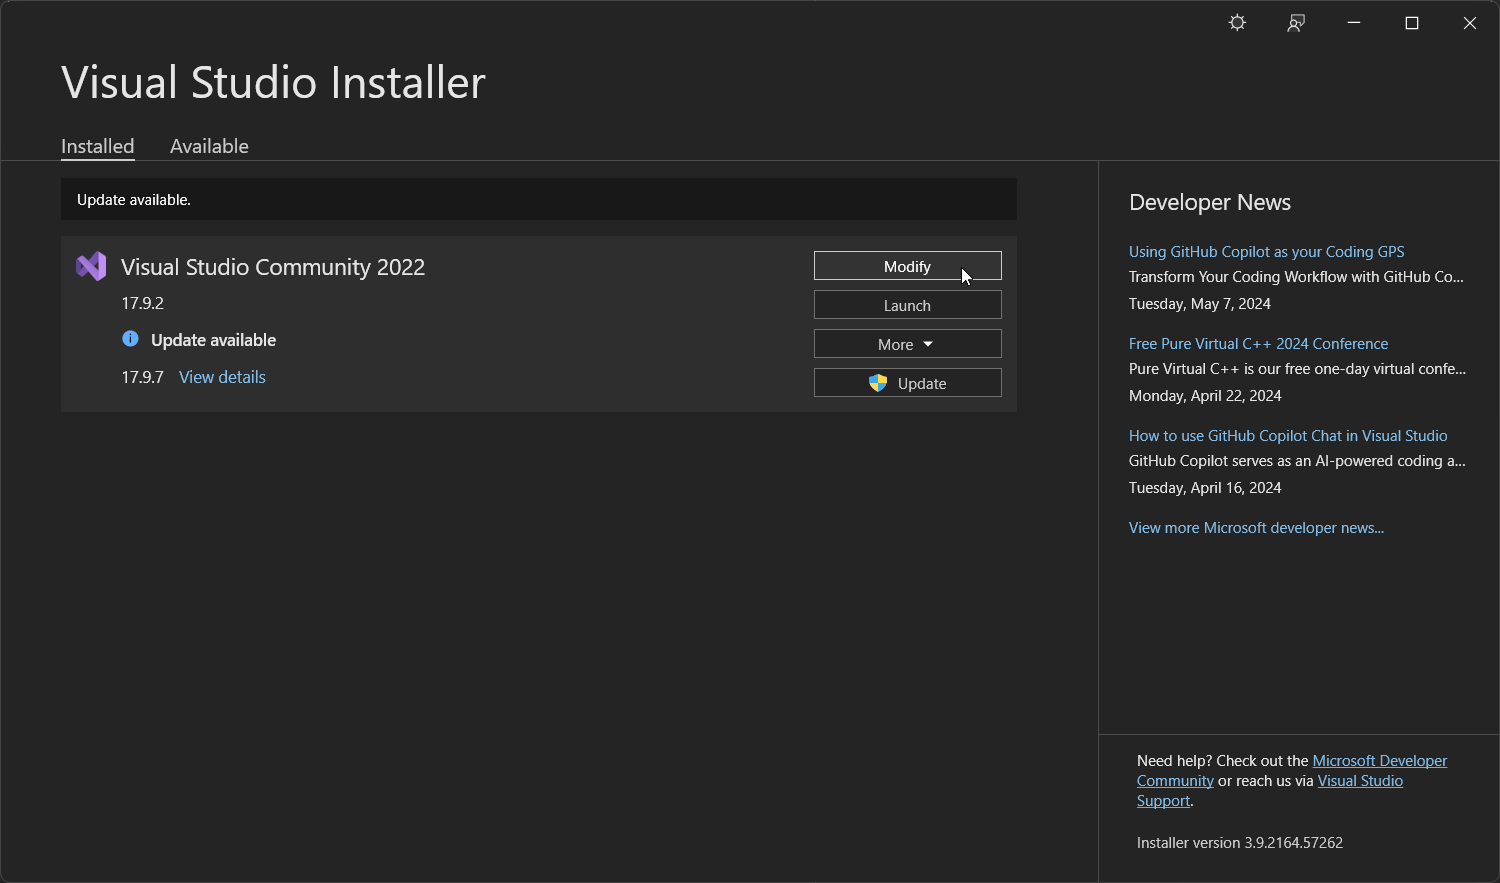 Visual Studio Installer
Installed
Available
Update available.
Visual Studio Community 2022
17.9.2
Update available
17.9.7 View details
Modify
Launch
More
Update
Developer News
Using GitHub Copilot as your Coding GPS
Transform Your Coding Workflow with GitHub Co...
Tuesday, May 7, 2024
Free Pure Virtual C++ 2024 Conference
Pure Virtual C++ is our free one-day virtual confe...
Monday, April 22, 2024
How to use GitHub Copilot Chat in Visual Studio
GitHub Copilot serves as an AI-powered coding a...
Tuesday, April 16, 2024
View more Microsoft developer news...
Need help? Check out the Microsoft Developer
Community or reach us via Visual Studio
Support.
Installer version 3.9.2164.57262